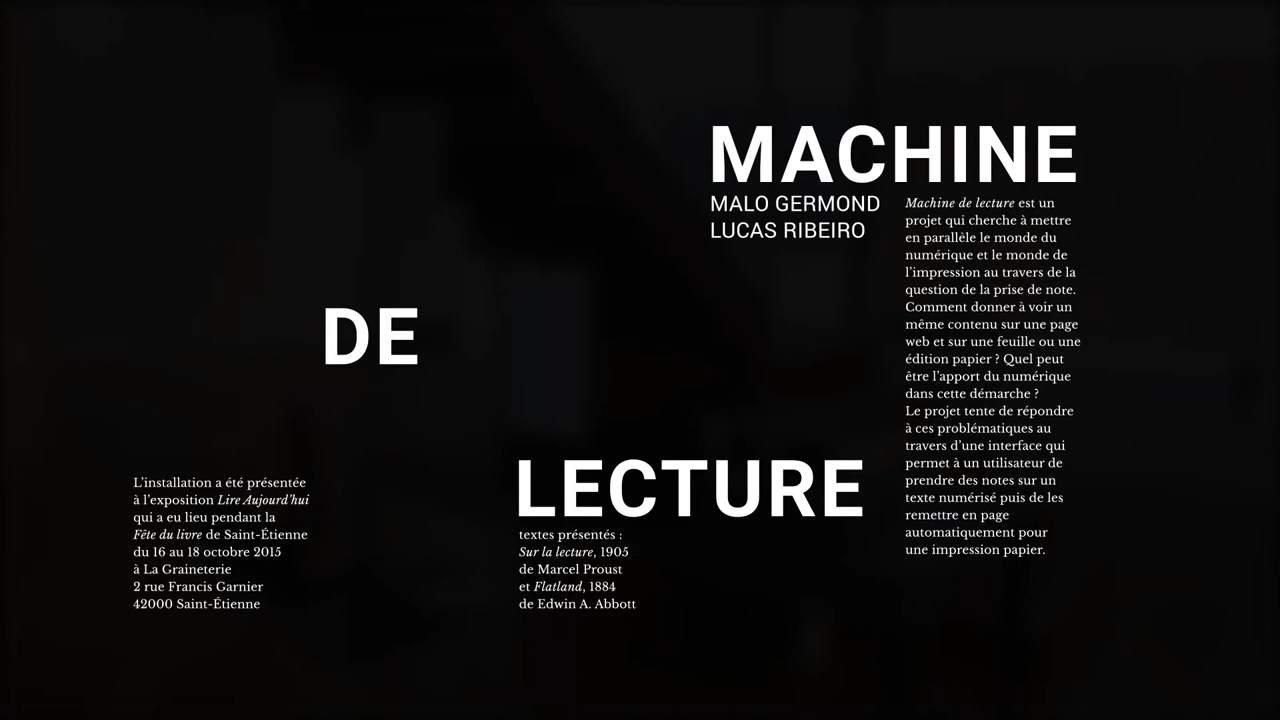 MACHINE
MALO GERMOND
LUCAS RIBEIRO
Machine de lecture est un
projet qui cherche à mettre
en parallèle le monde du
numérique et le monde de
l’impression au travers de la
question de la prise de note.
Comment donner à voir un
même contenu sur une page
web et sur une feuille ou une
édition papier ? Quel peut
être l’apport du numérique
dans cette démarche ?
Le projet tente de répondre
à ces problématiques au
travers d’une interface qui
permet à un utilisateur de
prendre des notes sur un
texte numérisé puis de les
remettre en page
automatiquement pour
une impression papier.
DE
LECTURE
textes présentés :
Sur la lecture, 1905
de Marcel Proust
et Flatland, 1884
de Edwin A. Abbott
L’installation a été présentée
à l’exposition Lire Aujourd’hui
qui a eu lieu pendant la
Fête du livre de Saint-Étienne
du 16 au 18 octobre 2015
à La Graineterie
2 rue Francis Garnier
42000 Saint-Étienne